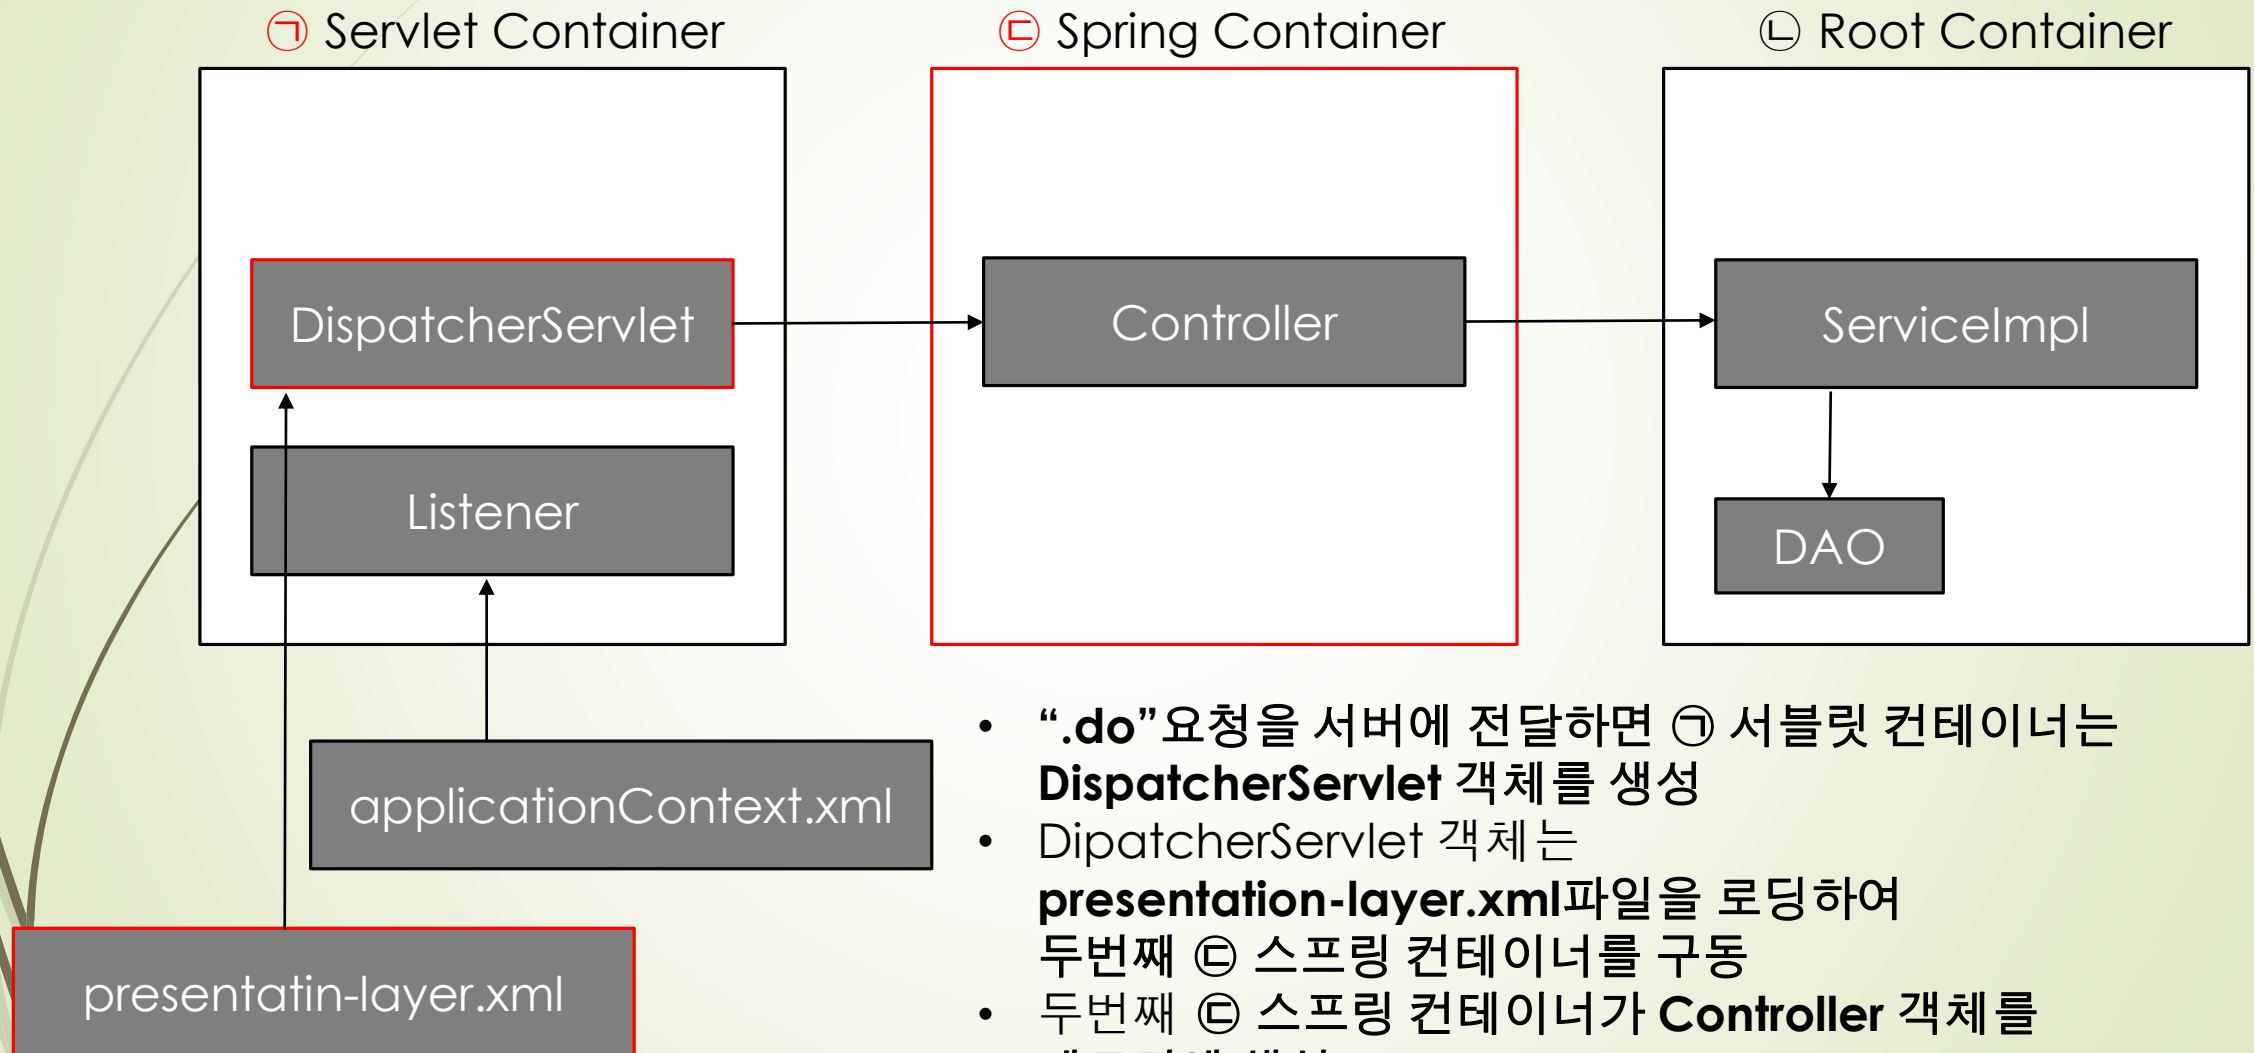 ㉠ Servlet Container
㉢ Spring Container
㉡ Root Container
DispatcherServlet
Controller
ServiceImpl
Listener
DAO
applicationContext.xml
presentatin-layer.xml
• “.do”요청을 서버에 전달하면 ㉠ 서블릿 컨테이너는
DispatcherServlet 객체를 생성
• DipatcherServlet 객체는
presentation-layer.xml파일을 로딩하여
두번째 ㉢ 스프링 컨테이너를 구동
• 두번째 ㉢ 스프링 컨테이너가 Controller 객체를